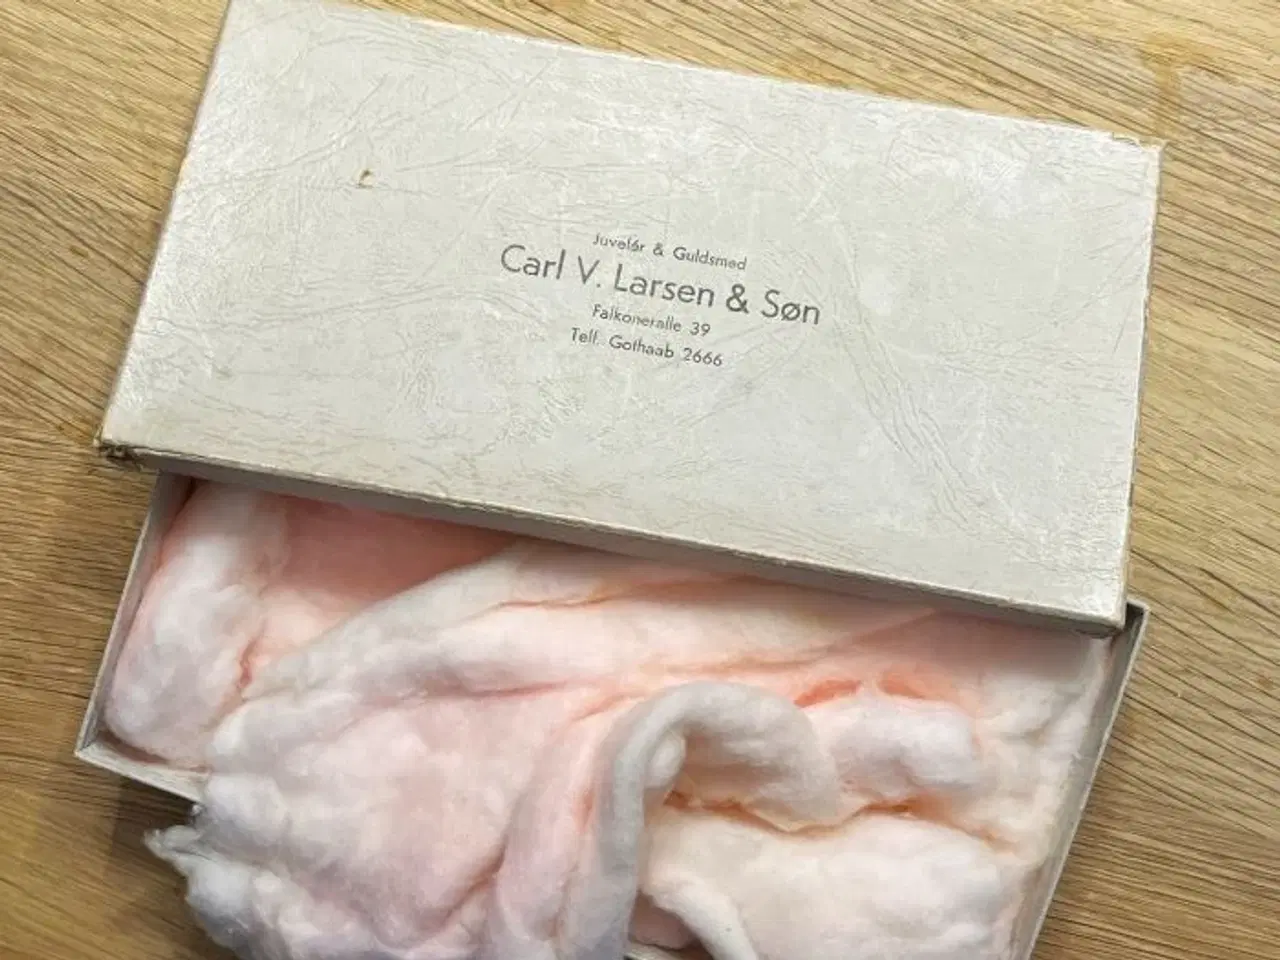 Juvelér & Guldsmed
Carl V. Larsen & Søn
Falkoneralle 39
Telf. Gothaab 2666